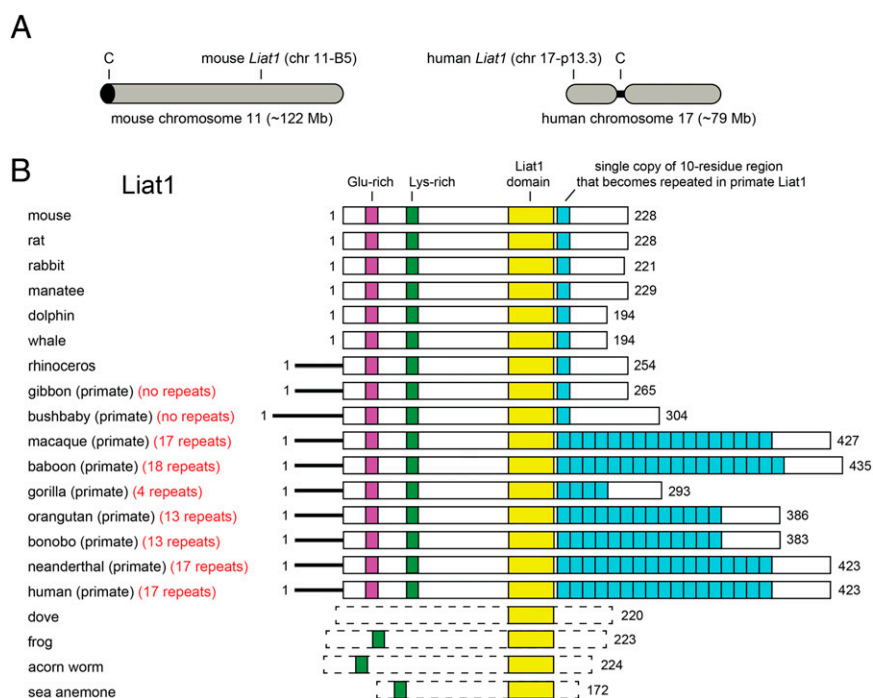 A
C
mouse Liat1 (chr 11-B5)
human Liat1 (chr 17-p13.3)
C
mouse chromosome 11 (~122 Mb)
human chromosome 17 (~79 Mb)
B
Liat1
Glu-rich
Lys-rich
Liat1
domain
single copy of 10-residue region
that becomes repeated in primate Liat1
mouse 1 228
rat 1 228
rabbit 1 221
manatee 1 229
dolphin 1 194
whale 1 194
rhinoceros 1 254
gibbon (primate) (no repeats) 1 265
bushbaby (primate) (no repeats) 1 304
macaque (primate) (17 repeats) 1 427
baboon (primate) (18 repeats) 1 435
gorilla (primate) (4 repeats) 1 293
orangutan (primate) (13 repeats) 1 386
bonobo (primate) (13 repeats) 1 383
neanderthal (primate) (17 repeats) 1 423
human (primate) (17 repeats) 1 423
dove 220
frog 223
acorn worm 224
sea anemone 172